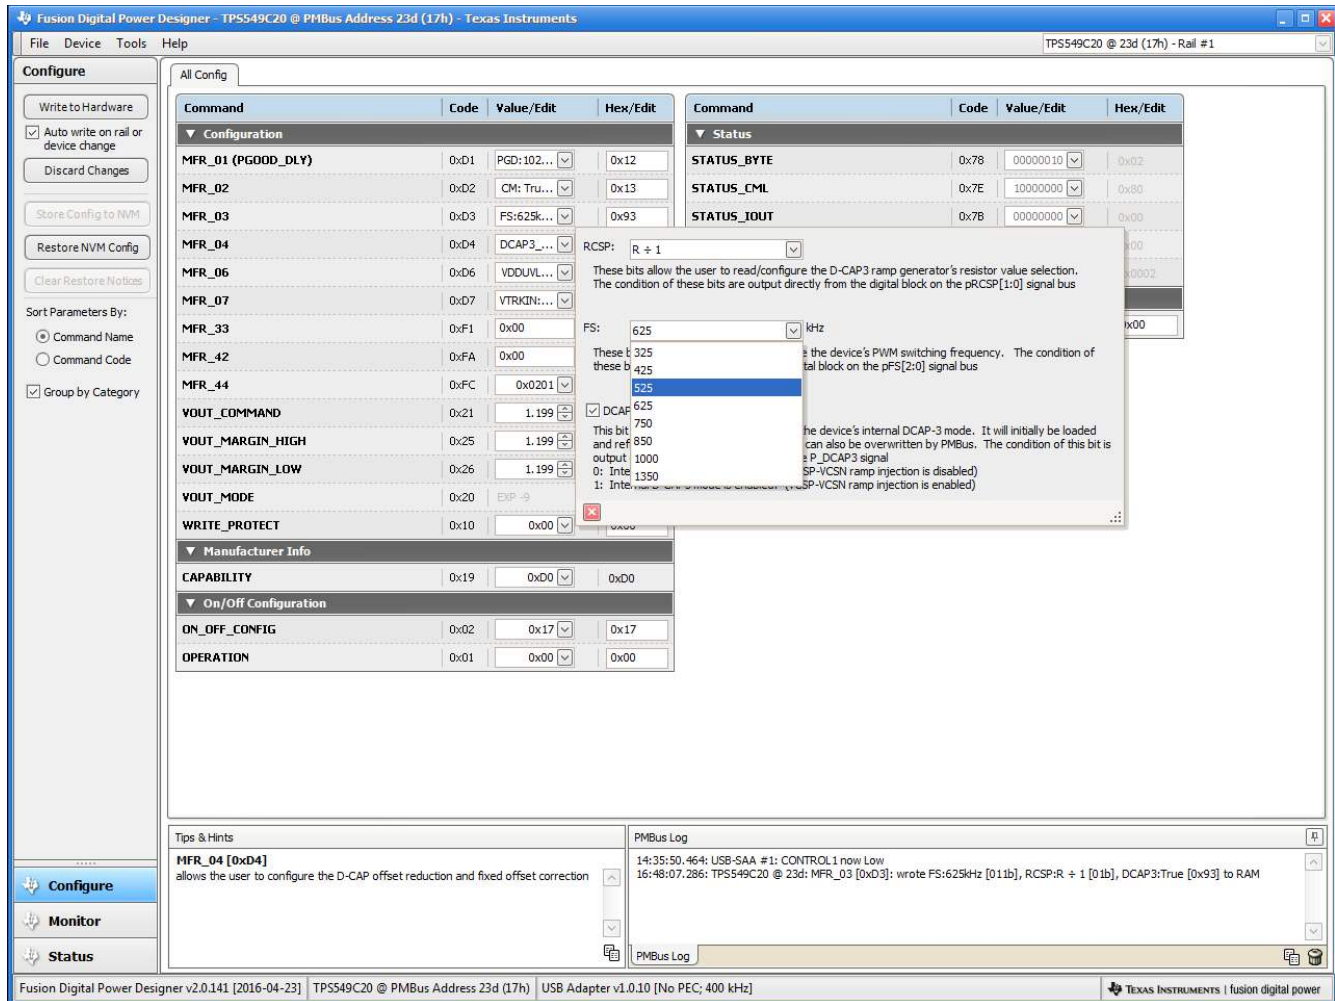 Fusion Digital Power Designer - TPS549C20 @ PMBus Address 23d (17h) - Texas Instruments
File Device Tools Help
TPS549C20 @ 23d (17h) - Rail #1
Configure
Write to Hardware
Auto write on rail or
device change
Discard Changes
Store Config to NVM
Restore NVM Config
Clear Restore Notices
Sort Parameters By:
Command Name
Command Code
Group by Category
All Config
Command Code Value/Edit Hex/Edit
Configuration
MFR_01 (PGOOD_DLY) 0xD1 PGD:102... 0x12
MFR_02 0xD2 CM: Tru... 0x13
MFR_03 0xD3 FS:625k... 0x93
MFR_04 0xD4 DCAP3_...
MFR_06 0xD6 VDDUVL...
MFR_07 0xD7 VTRKIN:...
MFR_33 0xF1 0x00
MFR_42 0xFA 0x00
MFR_44 0xFC 0x0201
VOUT_COMMAND 0x21 1.199
VOUT_MARGIN_HIGH 0x25 1.199
VOUT_MARGIN_LOW 0x26 1.199
VOUT_MODE 0x20 EXP -9
WRITE_PROTECT 0x10 0x00
Manufacturer Info
CAPABILITY 0x19 0xD0 0xD0
On/Off Configuration
ON_OFF_CONFIG 0x02 0x17 0x17
OPERATION 0x01 0x00 0x00
Command Code Value/Edit Hex/Edit
Status
STATUS_BYTE 0x78 00000010 0x02
STATUS_CML 0x7E 10000000 0x80
STATUS_IOUT 0x7B 00000000 0x00
x00
x0002
x00
RCSP: R ÷ 1
These bits allow the user to read/configure the D-CAP3 ramp generator's resistor value selection.
The condition of these bits are output directly from the digital block on the pRCSP[1:0] signal bus
FS: 625 kHz
These the device's PWM switching frequency. The condition of
these tal block on the pFS[2:0] signal bus
325
425
525
625
750
850
1000
1350
DCAP
This bit he device's internal DCAP-3 mode. It will initially be loaded
and ref can also be overwritten by PMBus. The condition of this bit is
output P_DCAP3 signal
0: Inte SP-VCSN ramp injection is disabled)
1: SP-VCSN ramp injection is enabled)
Tips & Hints
MFR_04 [0xD4]
allows the user to configure the D-CAP offset reduction and fixed offset correction
PMBus Log
14:35:50.464: USB-SAA #1: CONTROL1 now Low
16:48:07.286: TPS549C20 @ 23d: MFR_03 [0xD3]: wrote FS:625kHz [011b], RCSP:R ÷ 1 [01b], DCAP3:True [0x93] to RAM
PMBus Log
Configure
Monitor
Status
Fusion Digital Power Designer v2.0.141 [2016-04-23] TPS549C20 @ PMBus Address 23d (17h) USB Adapter v1.0.10 [No PEC; 400 kHz]
TEXAS INSTRUMENTS | fusion digital power